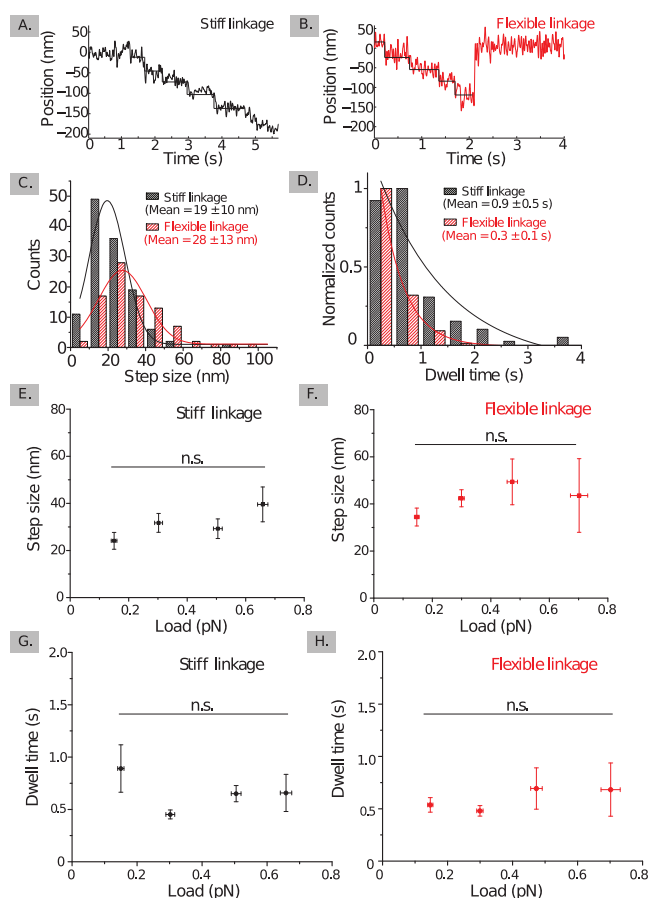 A.
Stiff linkage
Position (nm)
50
0
−50
−100
−150
−200
0 1 2 3 4 5
Time (s)
B.
Flexible linkage
Position (nm)
50
0
−50
−100
−150
−200
0 1 2 3 4
Time (s)
C.
Counts
50
40
30
20
10
0
Stiff linkage
(Mean = 19 ±10 nm)
Flexible linkage
(Mean = 28 ±13 nm)
0 20 40 60 80 100
Step size (nm)
D.
Normalized counts
1
0.5
0
Stiff linkage
(Mean = 0.9 ±0.5 s)
Flexible linkage
(Mean = 0.3 ±0.1 s)
0 1 2 3 4
Dwell time (s)
E.
Stiff linkage
n.s.
Step size (nm)
80
60
40
20
0
0 0.2 0.4 0.6 0.8
Load (pN)
F.
Flexible linkage
n.s.
Step size (nm)
80
60
40
20
0
0 0.2 0.4 0.6 0.8
Load (pN)
G.
Stiff linkage
n.s.
Dwell time (s)
2.0
1.5
1.0
0.5
0
0 0.2 0.4 0.6 0.8
Load (pN)
H.
Flexible linkage
n.s.
Dwell time (s)
2.0
1.5
1.0
0.5
0
0 0.2 0.4 0.6 0.8
Load (pN)